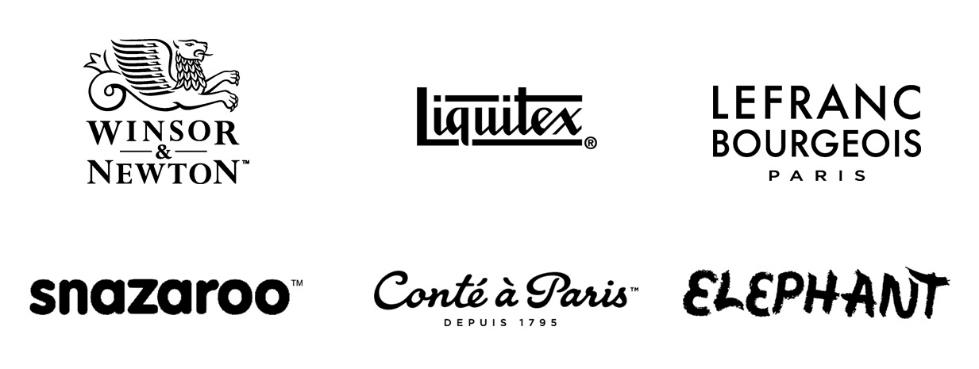 WINSOR
&
NEWTON™
Liquitex®
LEFRANC
BOURGEOIS
PARIS
snazaroo™
Conté à Paris™
DEPUIS 1795
ELEPHANT